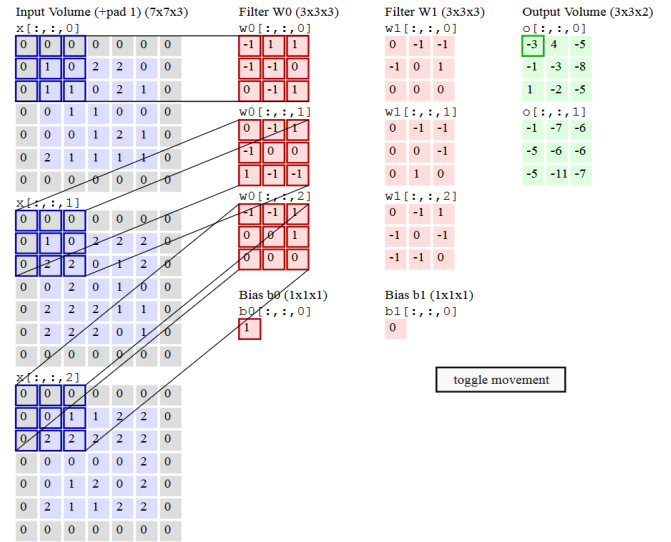 Input Volume (+pad 1) (7x7x3)
x[:,:,0]
0 0 0 0 0 0 0
0 1 0 2 2 0 0
0 1 1 0 2 1 0
0 0 1 1 0 0 0
0 0 0 1 2 1 0
0 2 1 1 1 1 0
0 0 0 0 0 0 0
x[:,:,1]
0 0 0 0 0 0 0
0 1 0 2 2 2 0
0 2 2 0 1 2 0
0 0 2 0 1 0 0
0 2 2 2 1 1 0
0 2 2 2 0 1 0
0 0 0 0 0 0 0
x[:,:,2]
0 0 0 0 0 0 0
0 0 1 1 2 2 0
0 2 2 2 2 2 0
0 0 0 0 0 2 0
0 0 1 2 0 2 0
0 2 1 1 2 2 0
0 0 0 0 0 0 0
Filter W0 (3x3x3)
w0[:,:,0]
-1 1 1
-1 -1 0
0 -1 1
w0[:,:,1]
0 -1 1
-1 0 0
1 -1 -1
w0[:,:,2]
-1 -1 1
0 0 1
0 0 0
Bias b0 (1x1x1)
b0[:,:,0]
1
Filter W1 (3x3x3)
w1[:,:,0]
0 -1 -1
-1 0 1
0 0 0
w1[:,:,1]
0 -1 -1
0 0 -1
0 1 0
w1[:,:,2]
0 -1 1
-1 0 -1
-1 -1 0
Bias b1 (1x1x1)
b1[:,:,0]
0
Output Volume (3x3x2)
o[:,:,0]
-3 4 -5
-1 -3 -8
1 -2 -5
o[:,:,1]
-1 -7 -6
-5 -6 -6
-5 -11 -7
toggle movement